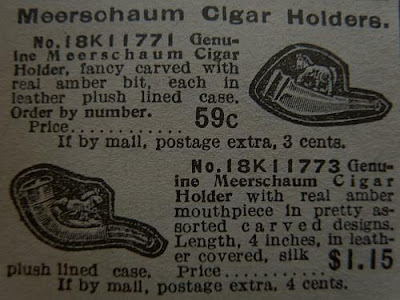 Meerschaum Cigar Holders.
No. 18K11771 Genu-
ine Meerschaum Cigar
Holder, fancy carved with
real amber bit, each in
leather plush lined case.
Order by number.
Price............ 59c
If by mail, postage extra, 3 cents.
No. 18K11773 Genu-
ine Meerschaum Cigar
Holder with real amber
mouthpiece in pretty as-
sorted carved designs.
Length, 4 inches, in leath-
er covered, silk
plush lined case. Price........ $1.15
If by mail, postage extra, 3 cents.